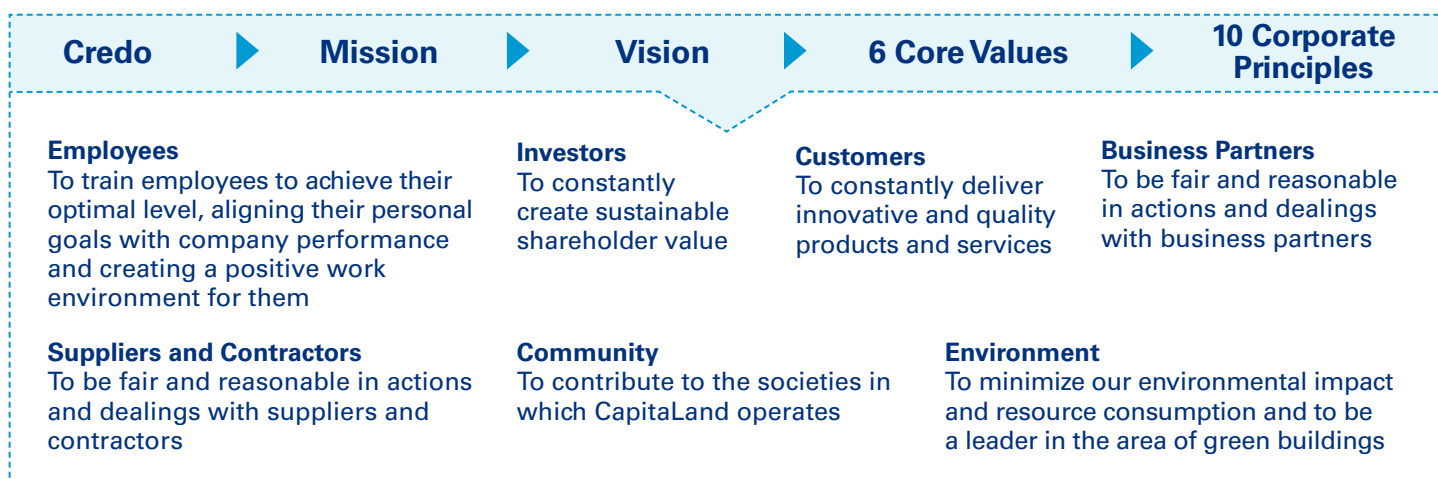 Credo
Mission
Vision
6 Core Values
10 Corporate
Principles
Employees
To train employees to achieve their
optimal level, aligning their personal
goals with company performance
and creating a positive work
environment for them
Investors
To constantly
create sustainable
shareholder value
Customers
To constantly deliver
innovative and quality
products and services
Business Partners
To be fair and reasonable
in actions and dealings
with business partners
Suppliers and Contractors
To be fair and reasonable in actions
and dealings with suppliers and
contractors
Community
To contribute to the societies in
which CapitaLand operates
Environment
To minimize our environmental impact
and resource consumption and to be
a leader in the area of green buildings